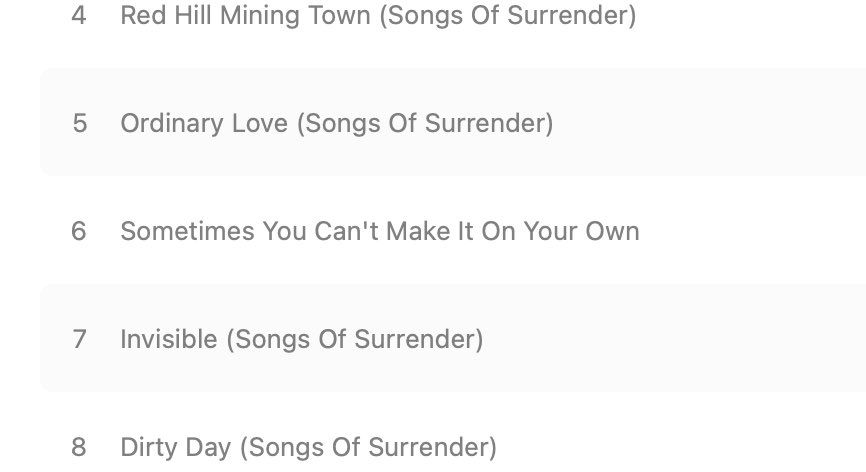 4 Red Hill Mining Town (Songs Of Surrender)
5 Ordinary Love (Songs Of Surrender)
6 Sometimes You Can't Make It On Your Own
7 Invisible (Songs Of Surrender)
8 Dirty Day (Songs Of Surrender)